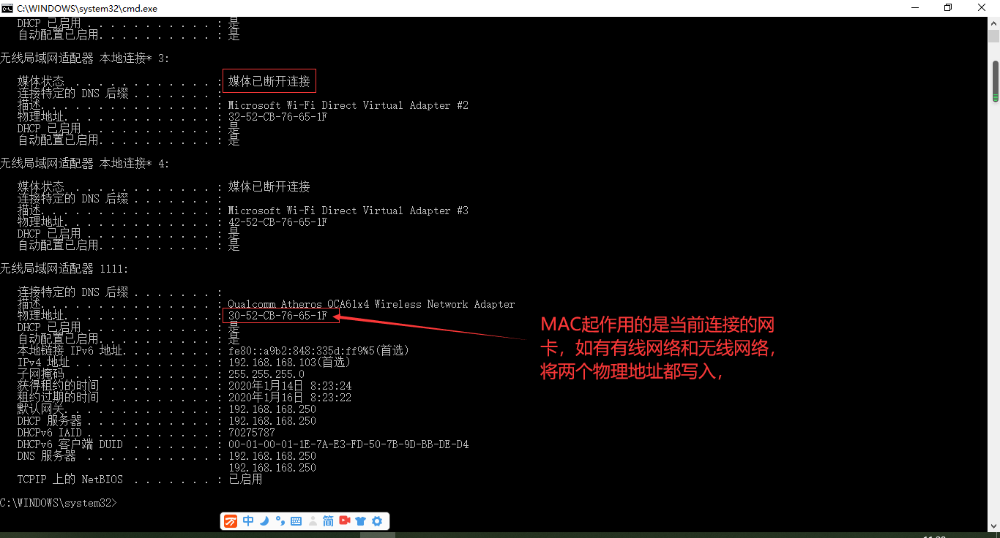 C:\WINDOWS\system32\cmd.exe
DHCP 已启用 . . . . . . . . . . . : 是
自动配置已启用. . . . . . . . . . : 是
无线局域网适配器 本地连接* 3:
媒体状态  . . . . . . . . . . . . : 媒体已断开连接
连接特定的 DNS 后缀 . . . . . . . :
描述. . . . . . . . . . . . . . . : Microsoft Wi-Fi Direct Virtual Adapter #2
物理地址. . . . . . . . . . . . . : 32-52-CB-76-65-1F
DHCP 已启用 . . . . . . . . . . . : 是
自动配置已启用. . . . . . . . . . : 是
无线局域网适配器 本地连接* 4:
媒体状态  . . . . . . . . . . . . : 媒体已断开连接
连接特定的 DNS 后缀 . . . . . . . :
描述. . . . . . . . . . . . . . . : Microsoft Wi-Fi Direct Virtual Adapter #3
物理地址. . . . . . . . . . . . . : 42-52-CB-76-65-1F
DHCP 已启用 . . . . . . . . . . . : 是
自动配置已启用. . . . . . . . . . : 是
无线局域网适配器 1111:
连接特定的 DNS 后缀 . . . . . . . :
描述. . . . . . . . . . . . . . . : Qualcomm Atheros QCA61x4 Wireless Network Adapter
物理地址. . . . . . . . . . . . . : 30-52-CB-76-65-1F
DHCP 已启用 . . . . . . . . . . . : 是
自动配置已启用. . . . . . . . . . : 是
本地链接 IPv6 地址. . . . . . . . : fe80::a9b2:848:335d:ff9%5(首选)
IPv4 地址 . . . . . . . . . . . . : 192.168.168.103(首选)
子网掩码  . . . . . . . . . . . . : 255.255.255.0
获得租约的时间  . . . . . . . . . : 2020年1月14日 8:23:24
租约过期的时间  . . . . . . . . . : 2020年1月16日 8:23:22
默认网关. . . . . . . . . . . . . : 192.168.168.250
DHCP 服务器 . . . . . . . . . . . : 192.168.168.250
DHCPv6 IAID . . . . . . . . . . . : 70275787
DHCPv6 客户端 DUID  . . . . . . . : 00-01-00-01-1E-7A-E3-FD-50-7B-9D-BB-DE-D4
DNS 服务器  . . . . . . . . . . . : 192.168.168.250
192.168.168.250
TCPIP 上的 NetBIOS  . . . . . . . : 已启用
C:\WINDOWS\system32>
MAC起作用的是当前连接的网
卡，如有有线网络和无线网络，
将两个物理地址都写入，
万 中 简